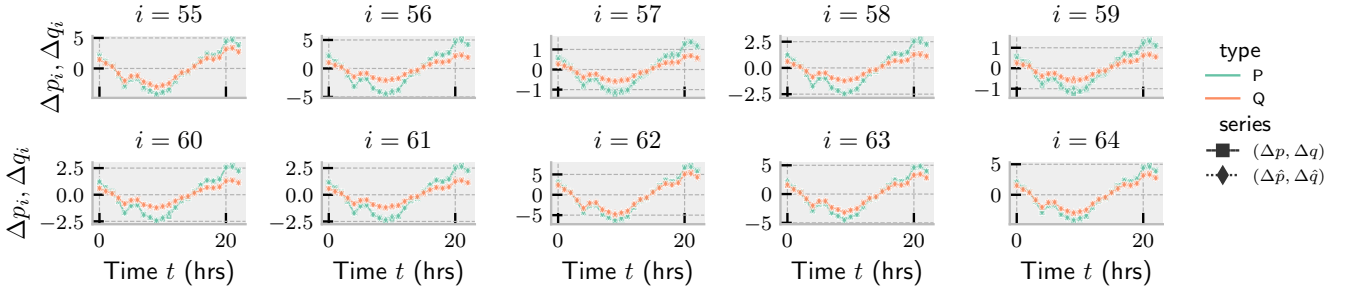 i = 55
i = 56
i = 57
i = 58
i = 59
Δp_i, Δq_i
5
0
5
0
−5
1
0
−1
2.5
0.0
−2.5
1
0
−1
type
P
Q
series
(Δp, Δq)
(Δp̂, Δq̂)
i = 60
i = 61
i = 62
i = 63
i = 64
Δp_i, Δq_i
2.5
0.0
−2.5
2.5
0.0
−2.5
5
0
−5
5
0
−5
5
0
0 20
0 20
0 20
0 20
0 20
Time t (hrs)
Time t (hrs)
Time t (hrs)
Time t (hrs)
Time t (hrs)